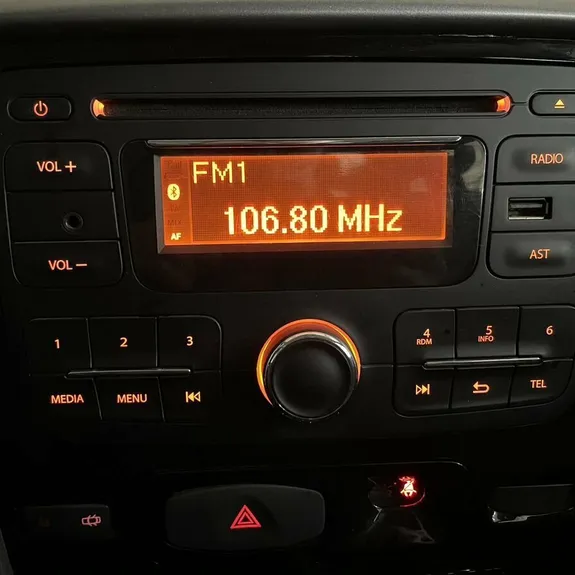 VOL +
RADIO
FM1
106.80 MHz
AF
VOL −
AST
1
2
3
4
RDM
5
INFO
6
MEDIA
MENU
TEL